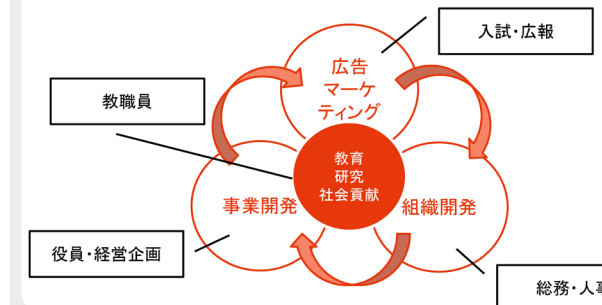 入試・広報
広告
マーケ
ティング
教職員
教育
研究
社会貢献
事業開発
組織開発
役員・経営企画
総務・人事